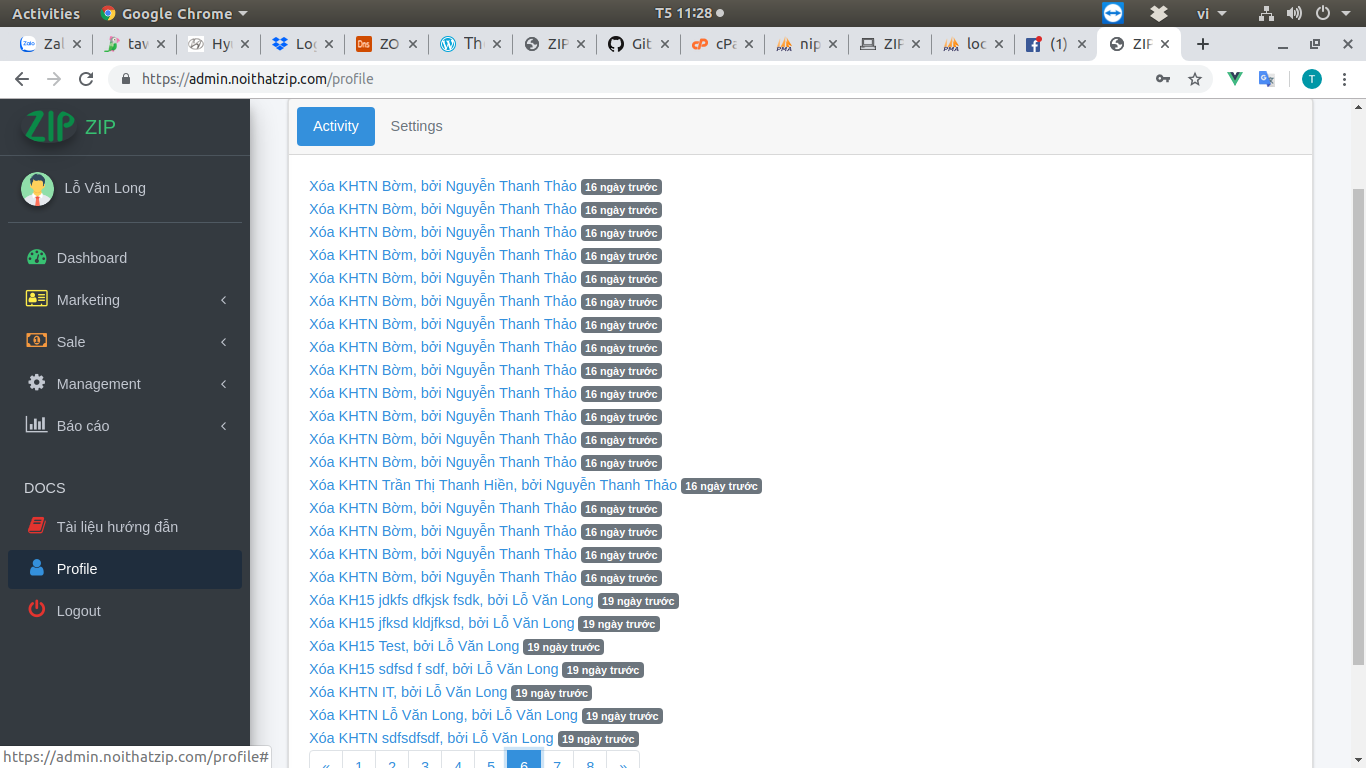 Activities Google Chrome T5 11:28 vi
Zal taw Hyu Log ZO Th ZIP Git cPa nip ZIP loc (1) ZIP
https://admin.noithatzip.com/profile T
ZIP ZIP
Lỗ Văn Long
Dashboard
Marketing
Sale
Management
Báo cáo
DOCS
Tài liệu hướng đẫn
Profile
Logout
https://admin.noithatzip.com/profile#
Activity Settings
Xóa KHTN Bờm, bởi Nguyễn Thanh Thảo 16 ngày trước
Xóa KHTN Bờm, bởi Nguyễn Thanh Thảo 16 ngày trước
Xóa KHTN Bờm, bởi Nguyễn Thanh Thảo 16 ngày trước
Xóa KHTN Bờm, bởi Nguyễn Thanh Thảo 16 ngày trước
Xóa KHTN Bờm, bởi Nguyễn Thanh Thảo 16 ngày trước
Xóa KHTN Bờm, bởi Nguyễn Thanh Thảo 16 ngày trước
Xóa KHTN Bờm, bởi Nguyễn Thanh Thảo 16 ngày trước
Xóa KHTN Bờm, bởi Nguyễn Thanh Thảo 16 ngày trước
Xóa KHTN Bờm, bởi Nguyễn Thanh Thảo 16 ngày trước
Xóa KHTN Bờm, bởi Nguyễn Thanh Thảo 16 ngày trước
Xóa KHTN Bờm, bởi Nguyễn Thanh Thảo 16 ngày trước
Xóa KHTN Bờm, bởi Nguyễn Thanh Thảo 16 ngày trước
Xóa KHTN Bờm, bởi Nguyễn Thanh Thảo 16 ngày trước
Xóa KHTN Trần Thị Thanh Hiền, bởi Nguyễn Thanh Thảo 16 ngày trước
Xóa KHTN Bờm, bởi Nguyễn Thanh Thảo 16 ngày trước
Xóa KHTN Bờm, bởi Nguyễn Thanh Thảo 16 ngày trước
Xóa KHTN Bờm, bởi Nguyễn Thanh Thảo 16 ngày trước
Xóa KHTN Bờm, bởi Nguyễn Thanh Thảo 16 ngày trước
Xóa KH15 jdkfs dfkjsk fsdk, bởi Lỗ Văn Long 19 ngày trước
Xóa KH15 jfksd kldjfksd, bởi Lỗ Văn Long 19 ngày trước
Xóa KH15 Test, bởi Lỗ Văn Long 19 ngày trước
Xóa KH15 sdfsd f sdf, bởi Lỗ Văn Long 19 ngày trước
Xóa KHTN IT, bởi Lỗ Văn Long 19 ngày trước
Xóa KHTN Lỗ Văn Long, bởi Lỗ Văn Long 19 ngày trước
Xóa KHTN sdfsdfsdf, bởi Lỗ Văn Long 19 ngày trước
« 1 2 3 4 5 6 7 8 »